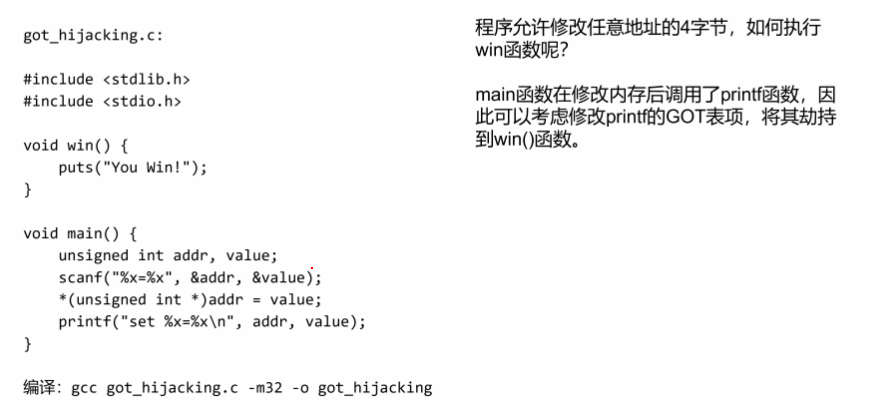 got_hijacking.c:
#include <stdlib.h>
#include <stdio.h>
void win() {
    puts("You Win!");
}
void main() {
    unsigned int addr, value;
    scanf("%x=%x", &addr, &value);
    *(unsigned int *)addr = value;
    printf("set %x=%x\n", addr, value);
}
编译：gcc got_hijacking.c -m32 -o got_hijacking
程序允许修改任意地址的4字节，如何执行
win函数呢？
main函数在修改内存后调用了printf函数，因
此可以考虑修改printf的GOT表项，将其劫持
到win()函数。